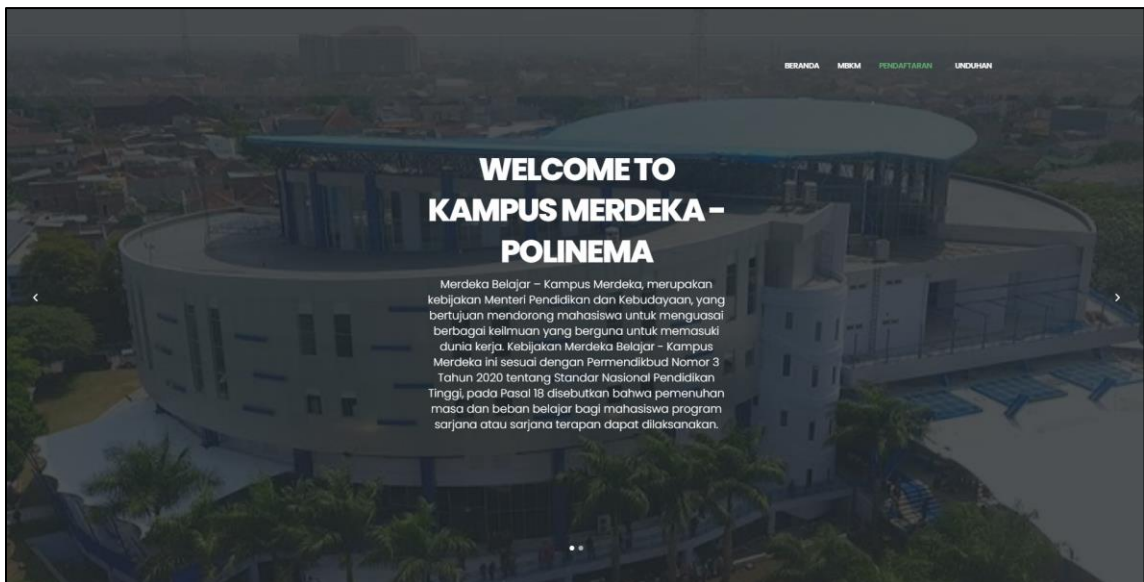 BERANDA MBKM PENDAFTARAN UNDUHAN
WELCOME TO
KAMPUS MERDEKA -
POLINEMA
Merdeka Belajar – Kampus Merdeka, merupakan
kebijakan Menteri Pendidikan dan Kebudayaan, yang
bertujuan mendorong mahasiswa untuk menguasai
berbagai keilmuan yang berguna untuk memasuki
dunia kerja. Kebijakan Merdeka Belajar - Kampus
Merdeka ini sesuai dengan Permendikbud Nomor 3
Tahun 2020 tentang Standar Nasional Pendidikan
Tinggi, pada Pasal 18 disebutkan bahwa pemenuhan
masa dan beban belajar bagi mahasiswa program
sarjana atau sarjana terapan dapat dilaksanakan.